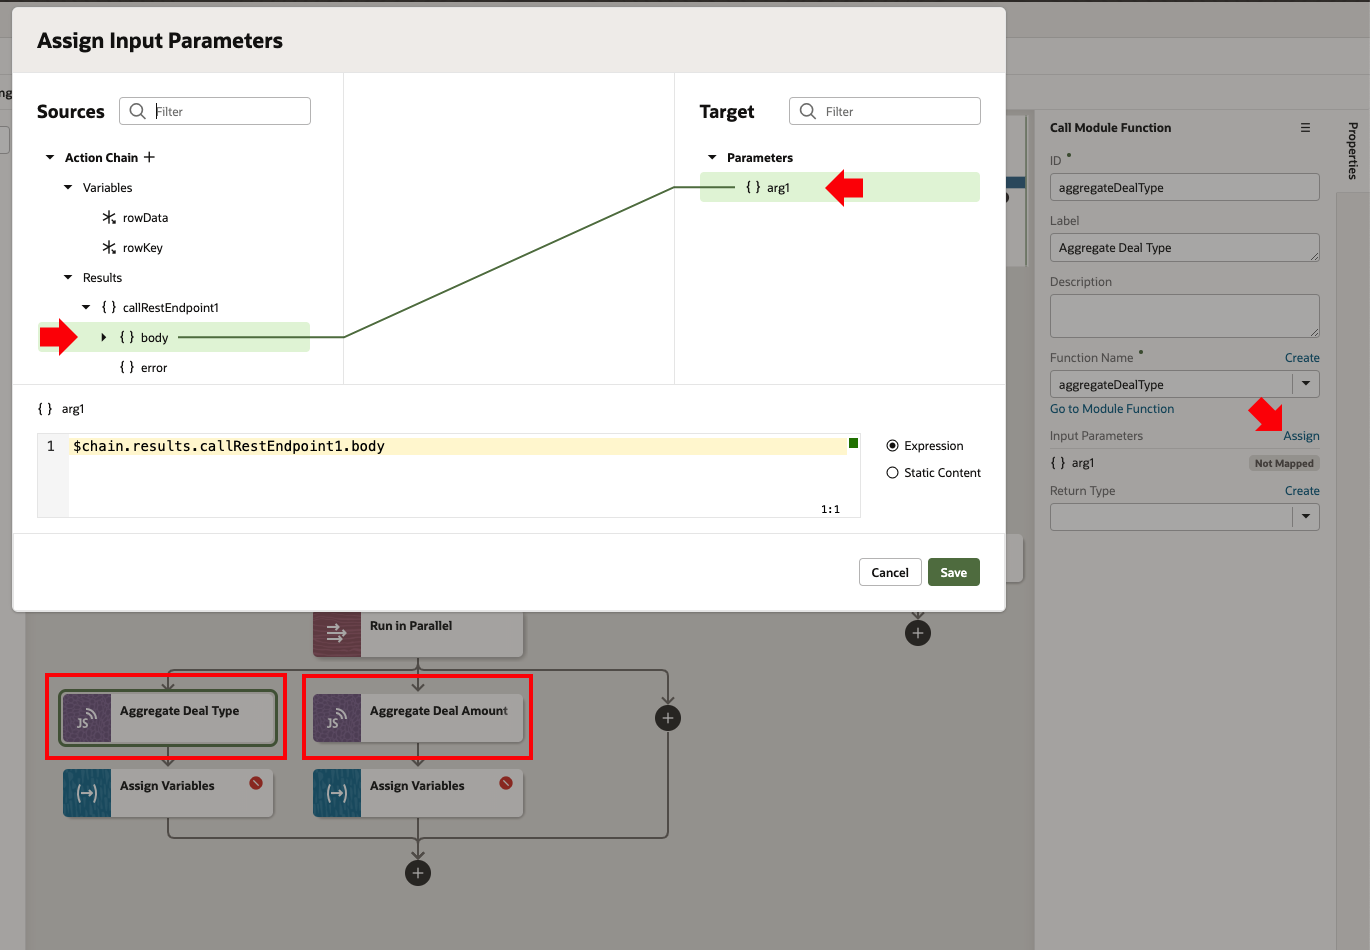 Assign Input Parameters
Sources
Filter
Action Chain
Variables
rowData
rowKey
Results
{ } callRestEndpoint1
{ } body
{ } error
Target
Filter
Parameters
{ } arg1
{ } arg1
1 $chain.results.callRestEndpoint1.body
1:1
Expression
Static Content
Cancel
Save
Call Module Function
ID
aggregateDealType
Label
Aggregate Deal Type
Description
Function Name
Create
aggregateDealType
Go to Module Function
Input Parameters
Assign
{ } arg1
Not Mapped
Return Type
Create
Properties
ng
Run in Parallel
JS
Aggregate Deal Type
JS
Aggregate Deal Amount
Assign Variables
Assign Variables